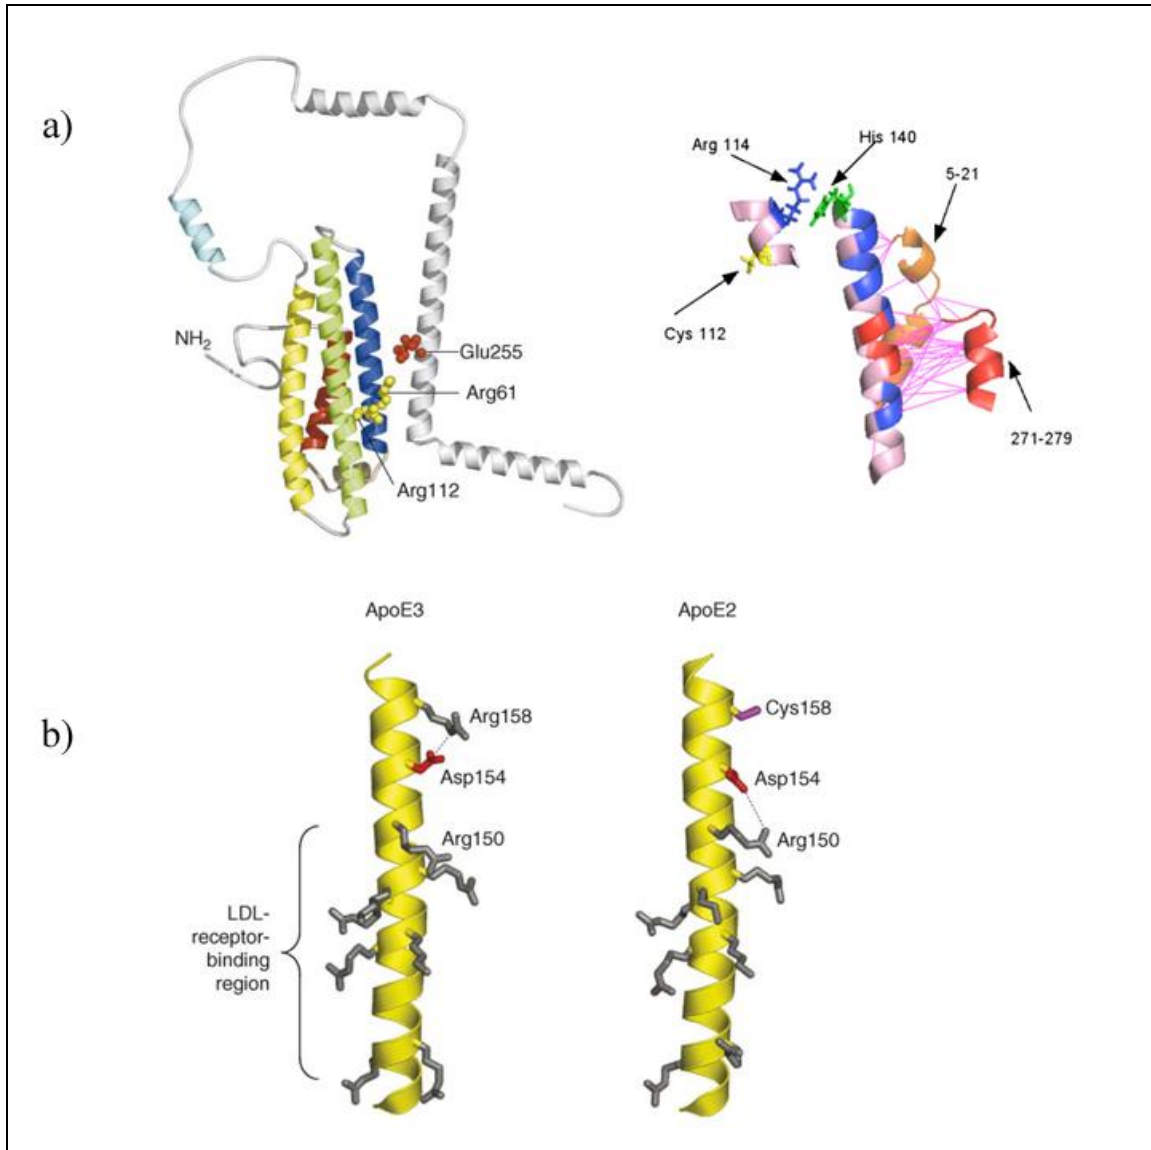 a)
NH2
Glu255
Arg61
Arg112
Arg 114
His 140
5-21
Cys 112
271-279
b)
ApoE3
ApoE2
Arg158
Asp154
Arg150
LDL-
receptor-
binding
region
Cys158
Asp154
Arg150